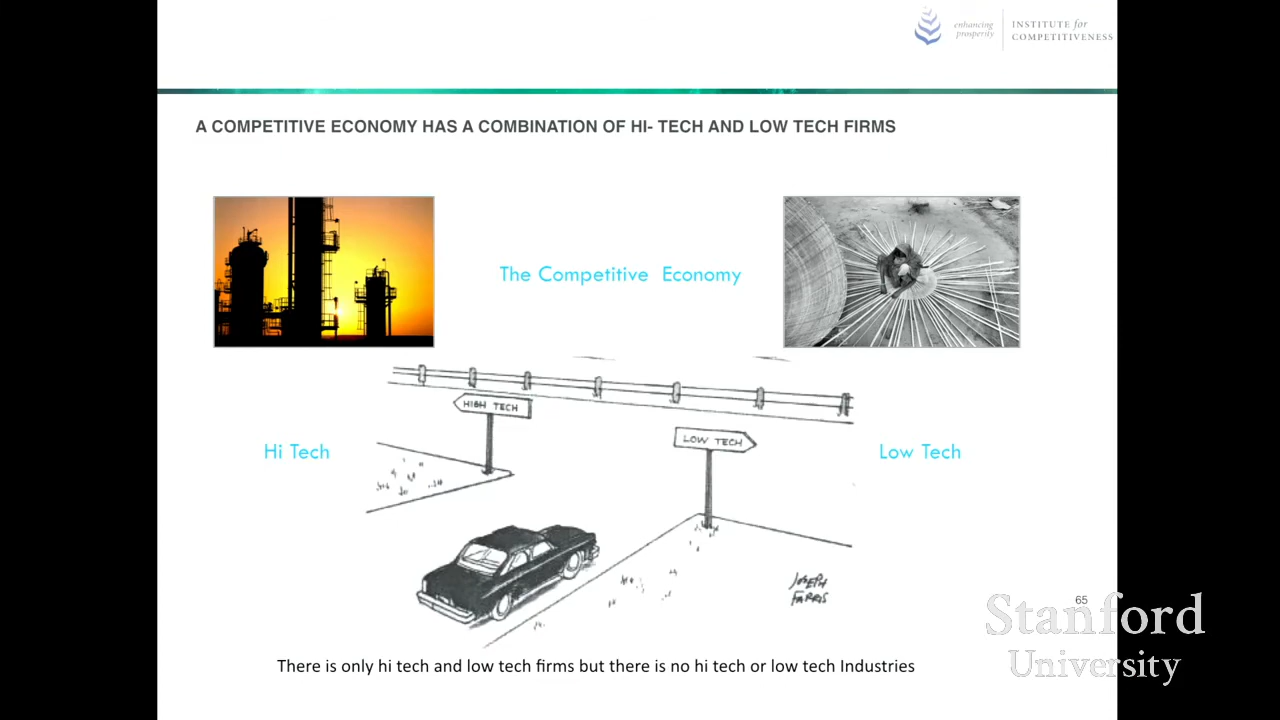 enhancing
prosperity
INSTITUTE for
COMPETITIVENESS
A COMPETITIVE ECONOMY HAS A COMBINATION OF HI- TECH AND LOW TECH FIRMS
The Competitive Economy
HIGH TECH
LOW TECH
Hi Tech
Low Tech
JOSEPH
FARRIS
65
Stanford
University
There is only hi tech and low tech firms but there is no hi tech or low tech Industries